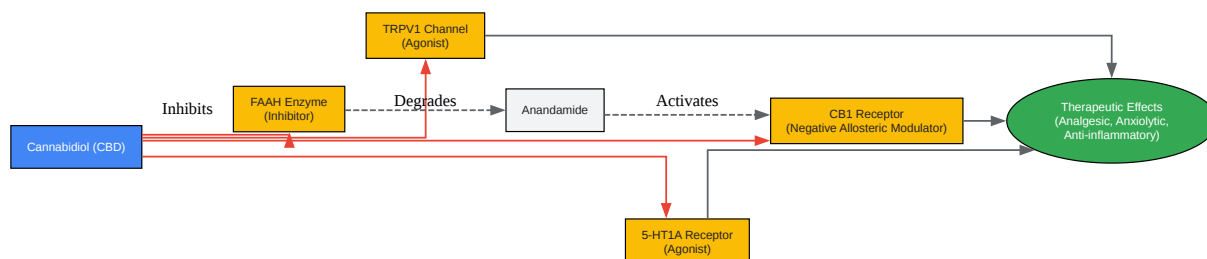 TRPV1 Channel
(Agonist)
Inhibits
FAAH Enzyme
(Inhibitor)
Degrades
Anandamide
Activates
CB1 Receptor
(Negative Allosteric Modulator)
Therapeutic Effects
(Analgesic, Anxiolytic,
Anti-inflammatory)
Cannabidiol (CBD)
5-HT1A Receptor
(Agonist)